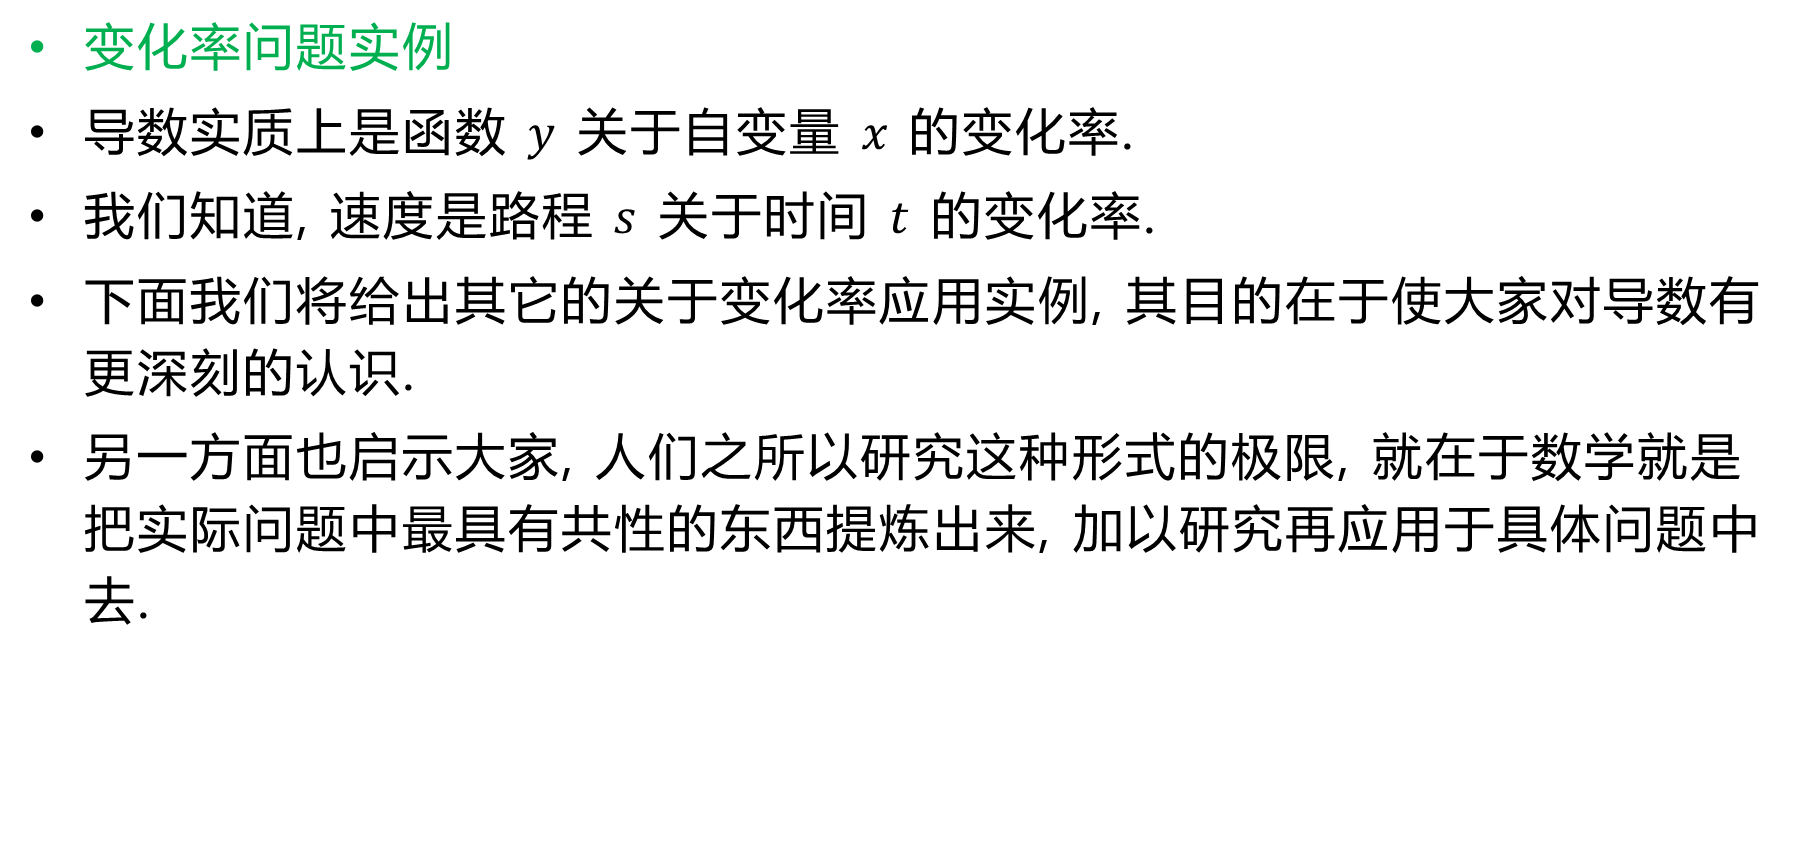 • 变化率问题实例
• 导数实质上是函数 y 关于自变量 x 的变化率.
• 我们知道, 速度是路程 s 关于时间 t 的变化率.
• 下面我们将给出其它的关于变化率应用实例, 其目的在于使大家对导数有
更深刻的认识.
• 另一方面也启示大家, 人们之所以研究这种形式的极限, 就在于数学就是
把实际问题中最具有共性的东西提炼出来, 加以研究再应用于具体问题中
去.